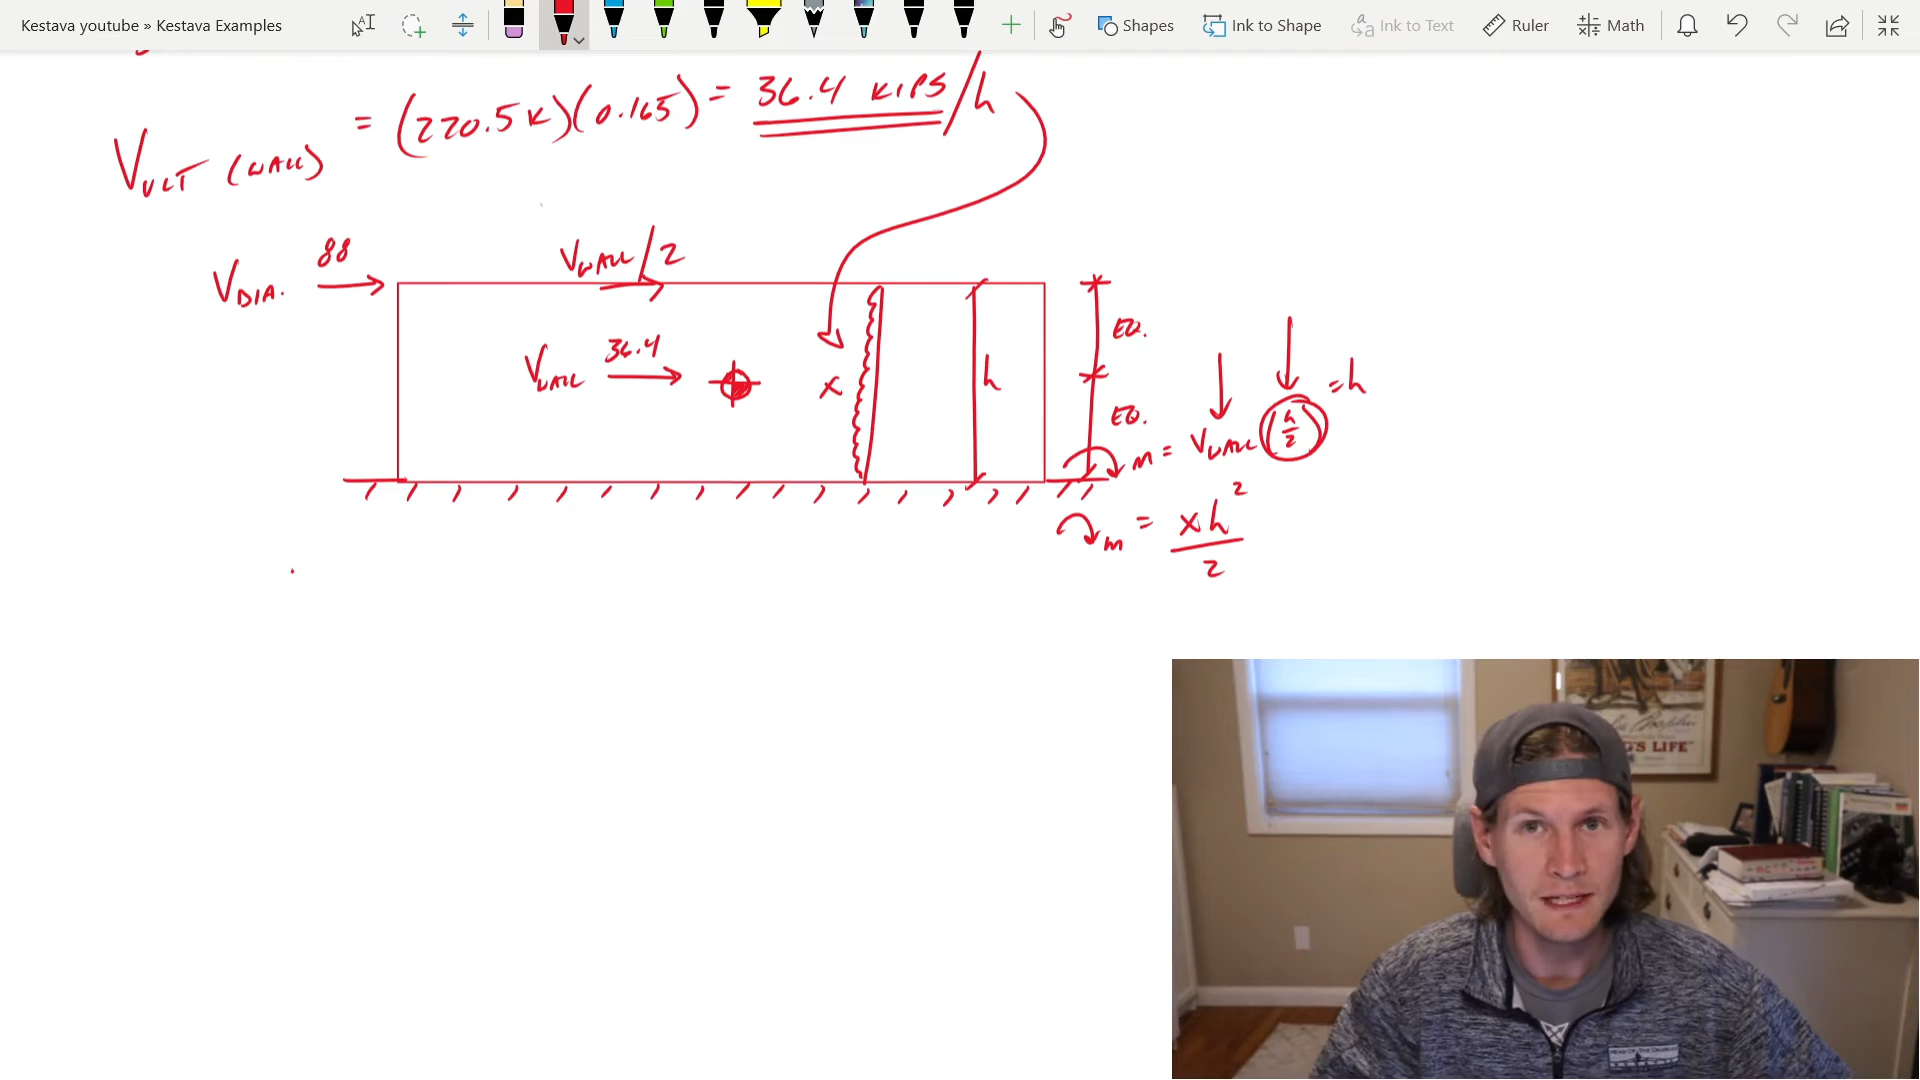 Kestava youtube » Kestava Examples
Shapes
Ink to Shape
Ink to Text
Ruler
Math
= (220.5K)(0.165) = 36.4 KIPS/h
VULT (WALL)
VDIA. 88
VWALL/2
VWALL 36.4
x
h
EQ.
EQ.
M = VWALL (h/2) = h
M = xh²/2
G'S LIFE"